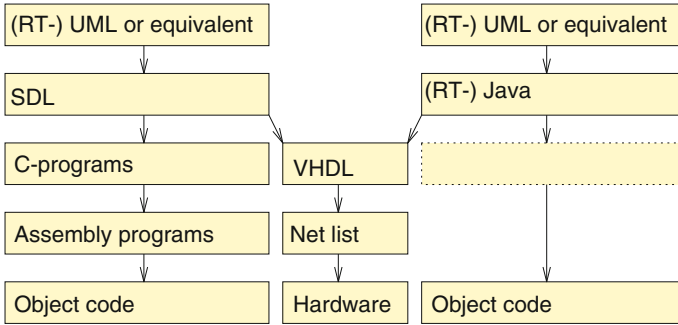 (RT-) UML or equivalent
(RT-) UML or equivalent
SDL
(RT-) Java
C-programs
VHDL
Assembly programs
Net list
Object code
Hardware
Object code